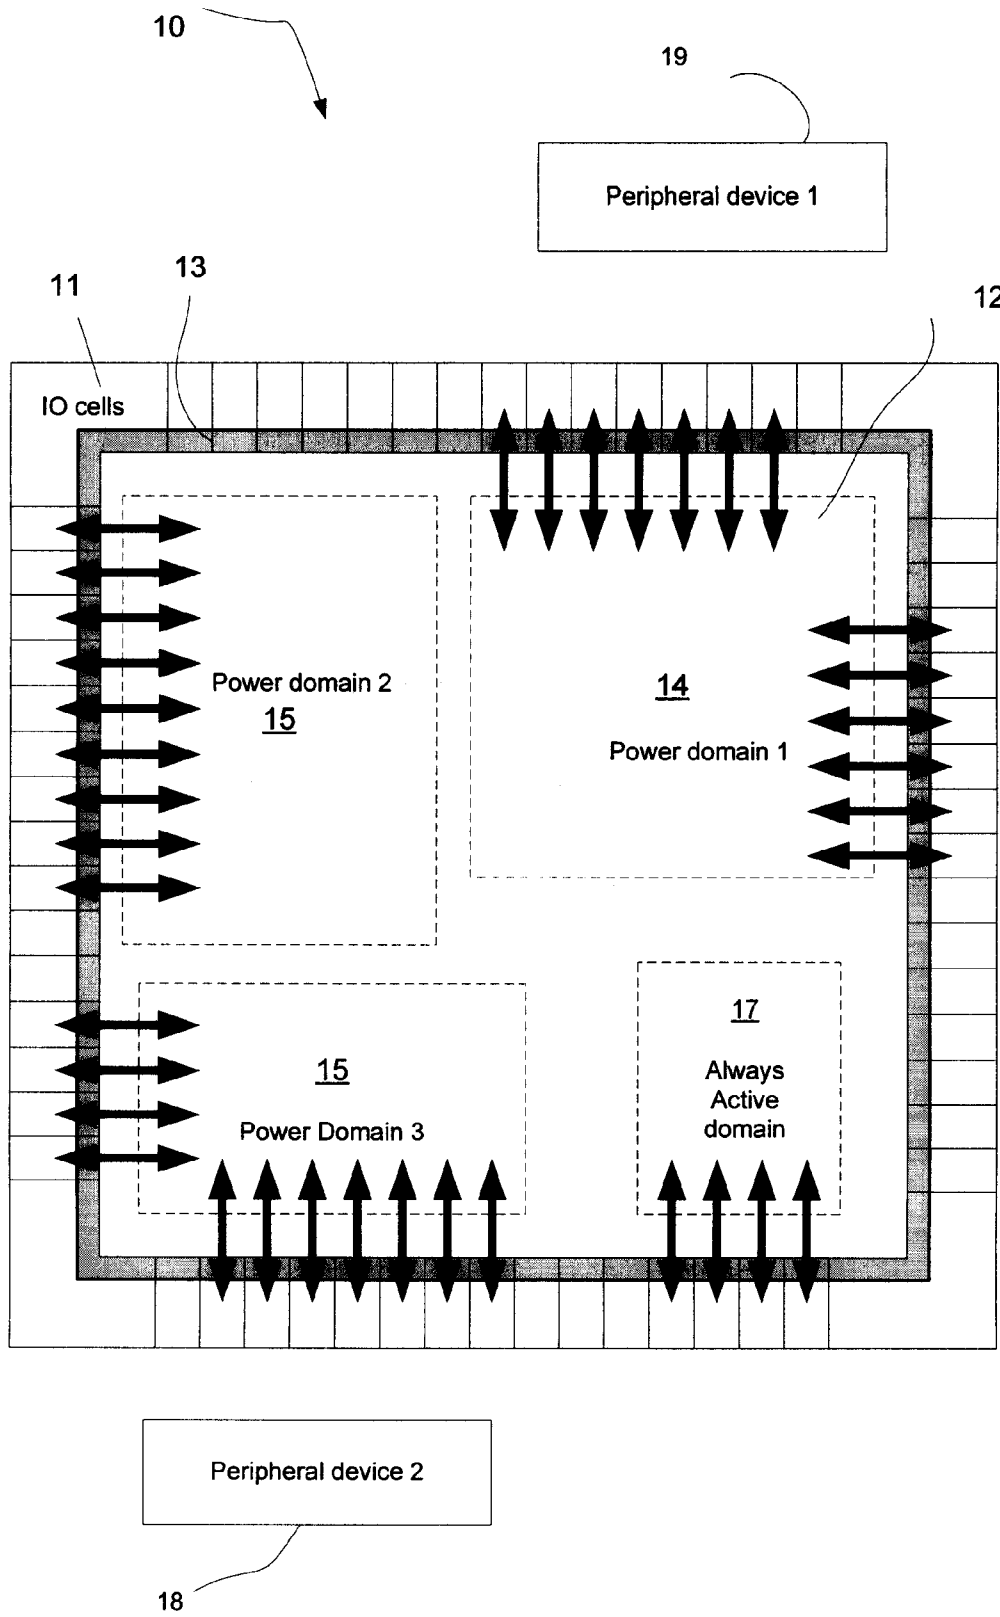 10
19
Peripheral device 1
13
11
12
IO cells
Power domain 2
15
14
Power domain 1
17
Always
Active
domain
15
Power Domain 3
Peripheral device 2
18